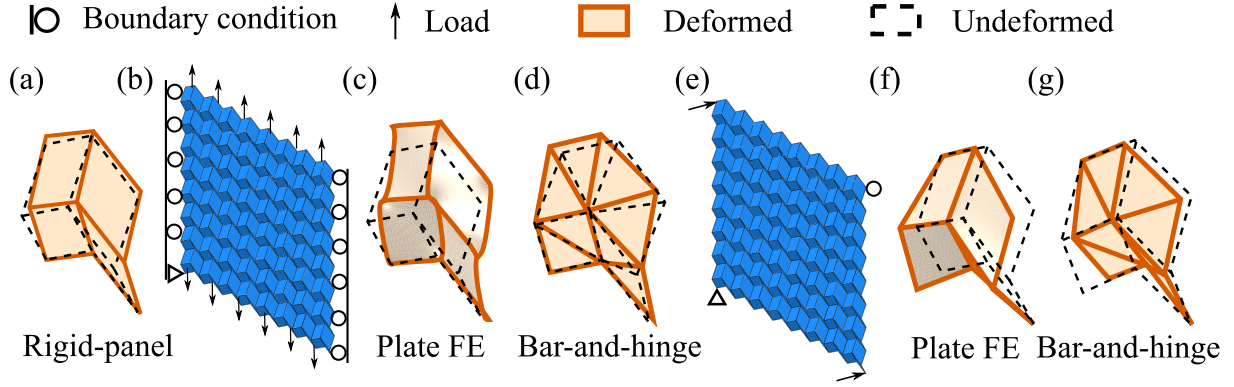 Boundary condition Load Deformed Undeformed
(a) (b) (c) (d) (e) (f) (g)
Rigid-panel Plate FE Bar-and-hinge Plate FE Bar-and-hinge